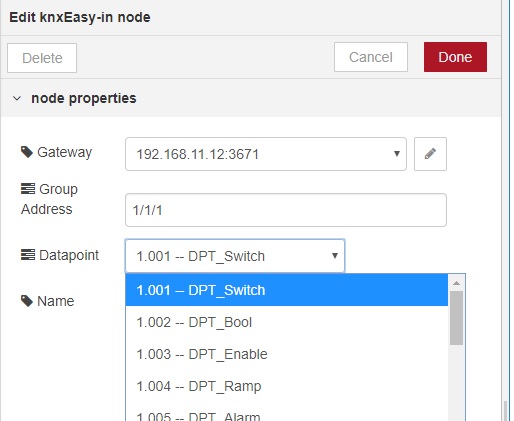 Edit knxEasy-in node
Delete
Cancel
Done
node properties
Gateway
192.168.11.12:3671
Group
Address
1/1/1
Datapoint
1.001 -- DPT_Switch
Name
1.001 -- DPT_Switch
1.002 -- DPT_Bool
1.003 -- DPT_Enable
1.004 -- DPT_Ramp
1.005 -- DPT_Alarm